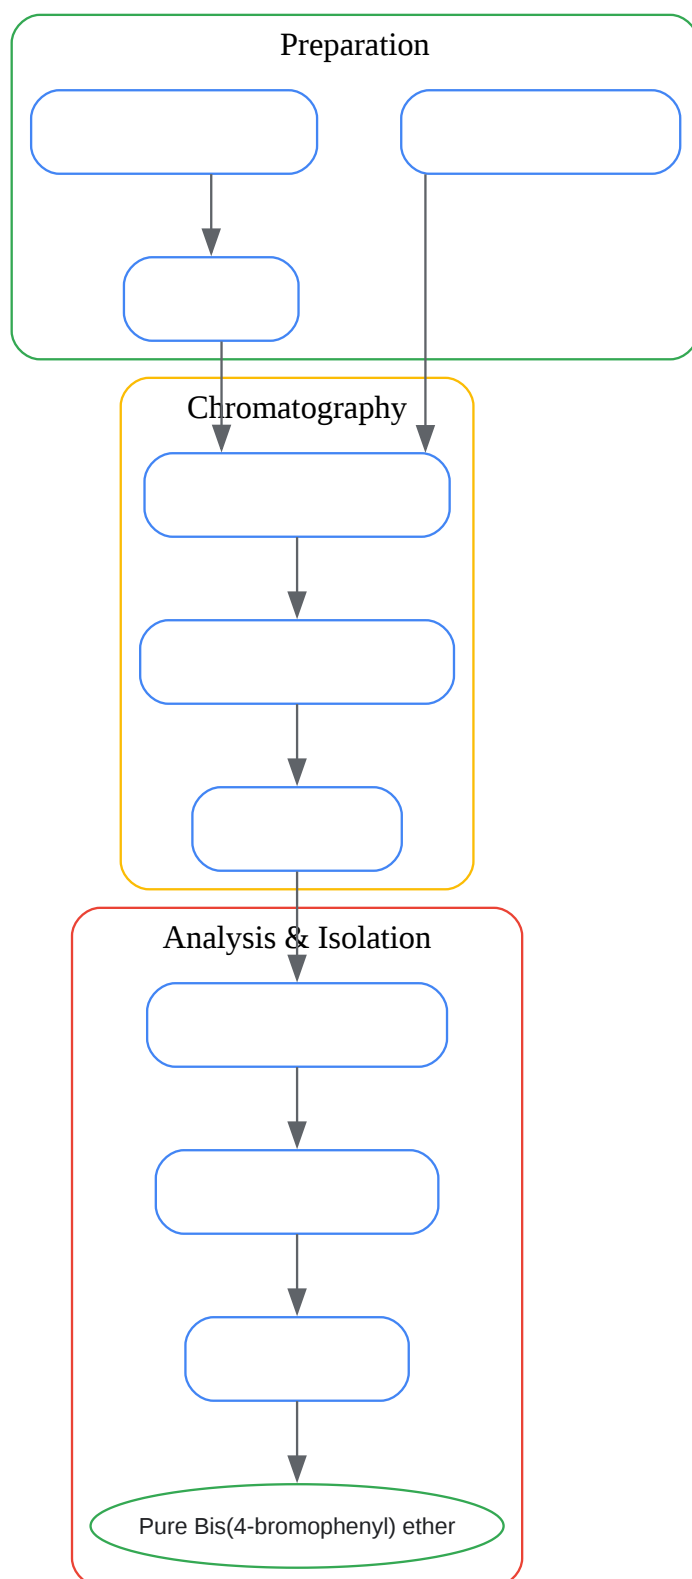 Preparation
Chromatography
Analysis & Isolation
Pure Bis(4-bromophenyl) ether